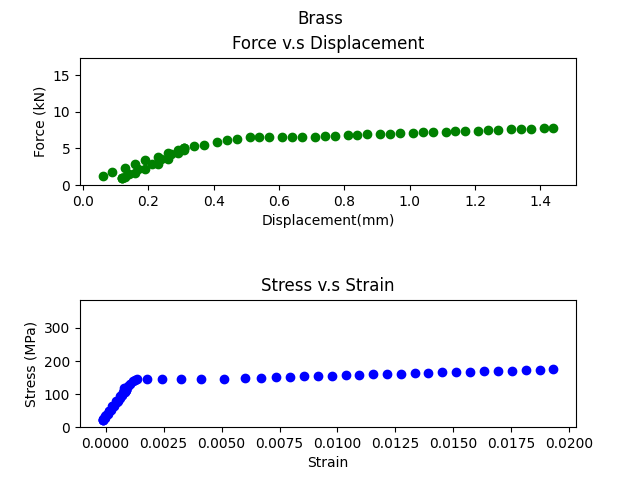 Brass
Force v.s Displacement
Force (kN)
15
10
5
0
0.0 0.2 0.4 0.6 0.8 1.0 1.2 1.4
Displacement(mm)
Stress v.s Strain
Stress (MPa)
300
200
100
0
0.0000 0.0025 0.0050 0.0075 0.0100 0.0125 0.0150 0.0175 0.0200
Strain